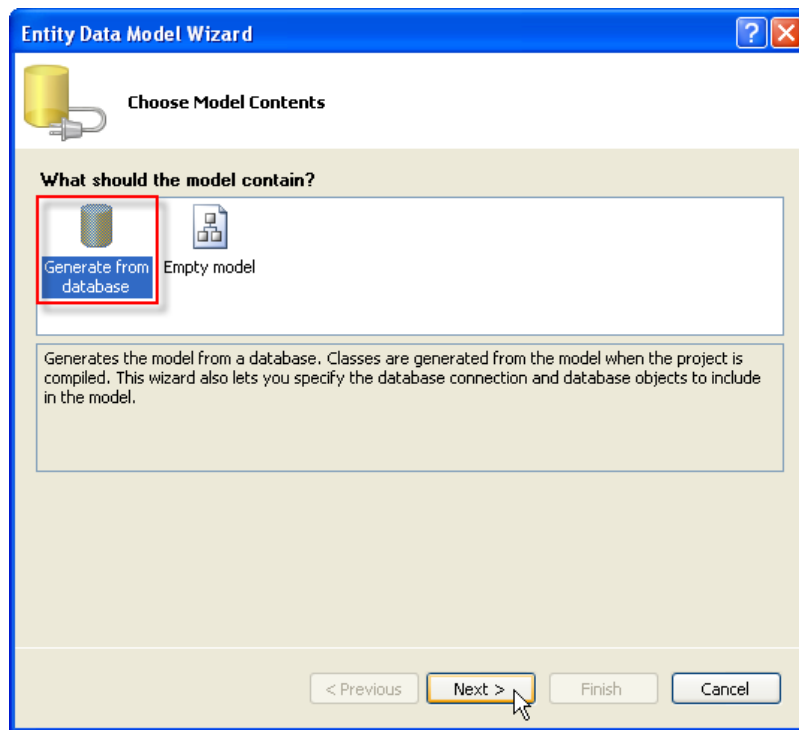 Entity Data Model Wizard
Choose Model Contents
What should the model contain?
Generate from
database
Empty model
Generates the model from a database. Classes are generated from the model when the project is
compiled. This wizard also lets you specify the database connection and database objects to include
in the model.
< Previous
Next >
Finish
Cancel